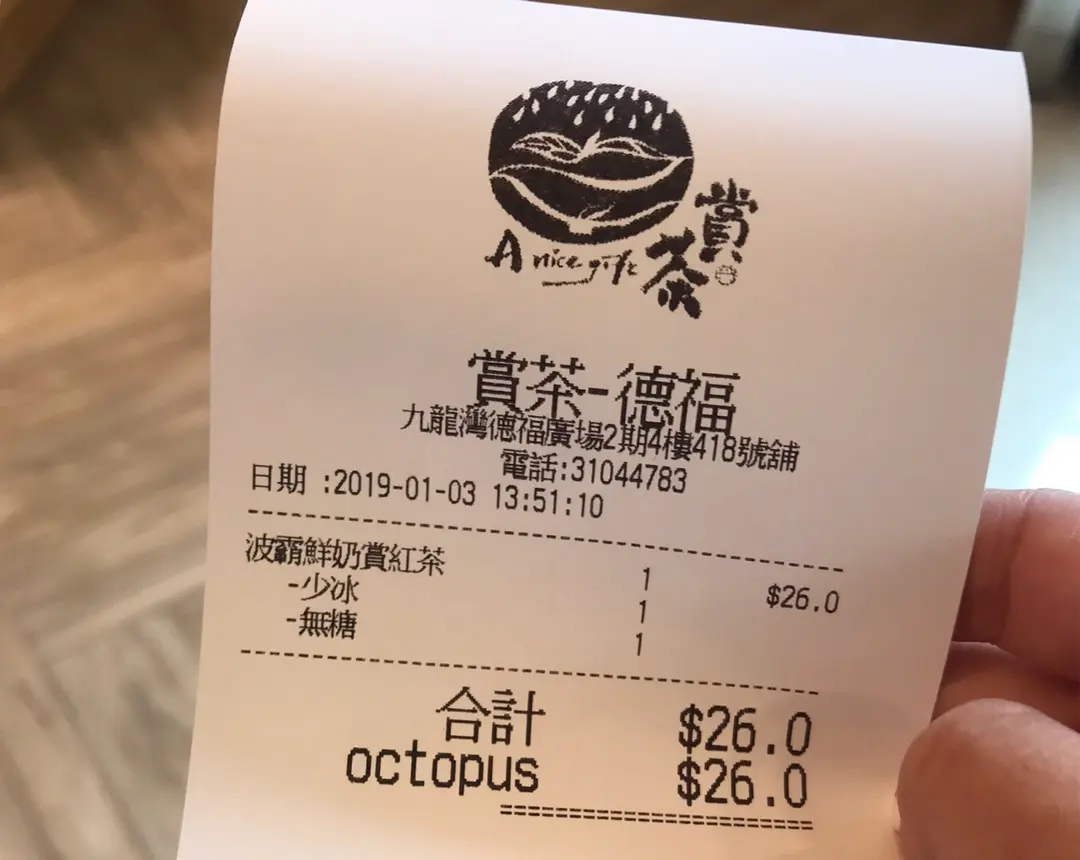 A nice gift 賞茶
賞茶-德福
九龍灣德福廣場2期4樓418號舖
電話:31044783
日期 :2019-01-03 13:51:10
波霸鮮奶賞紅茶 1 $26.0
-少冰 1
-無糖 1
合計 $26.0
octopus $26.0